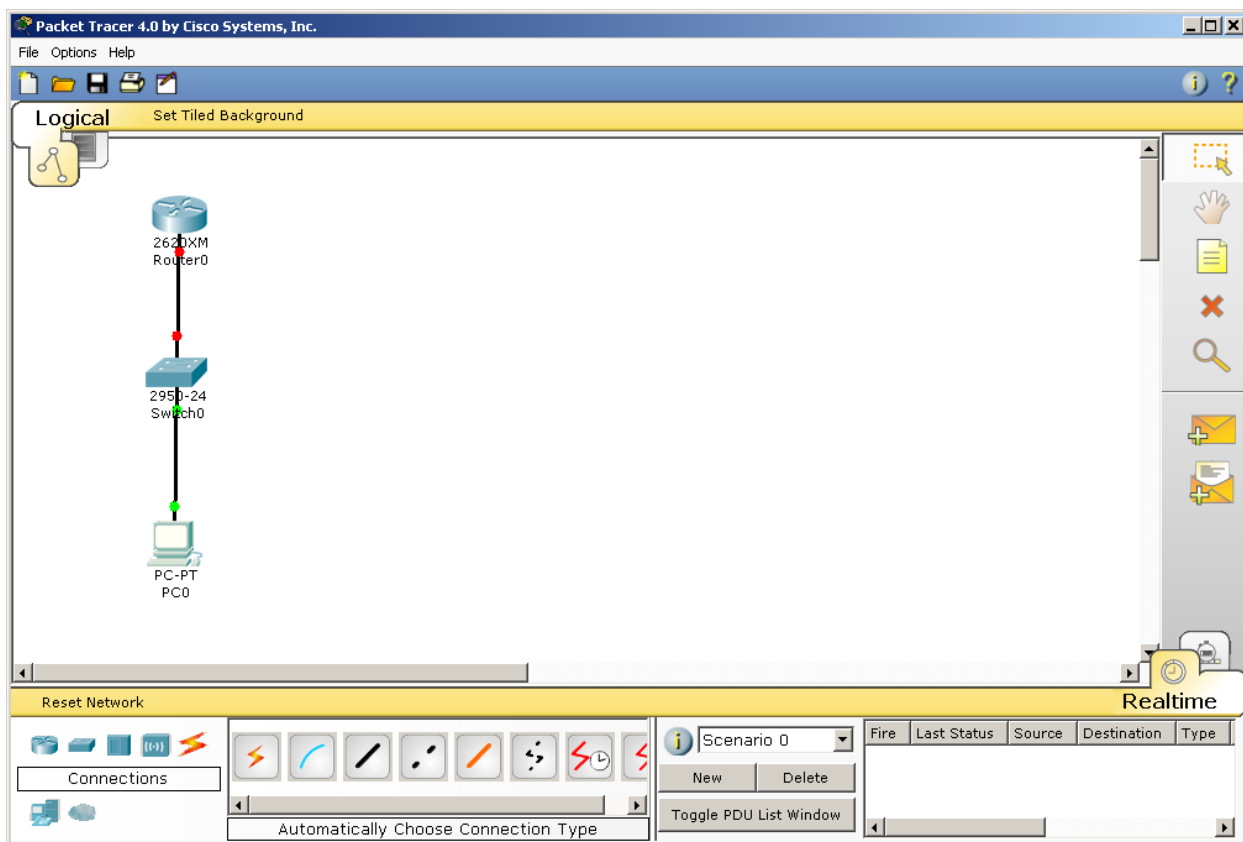 Packet Tracer 4.0 by Cisco Systems, Inc.
File Options Help
Logical Set Tiled Background
2620XM
Router0
2950-24
Switch0
PC-PT
PC0
Reset Network
Realtime
Connections
Automatically Choose Connection Type
Scenario 0
New Delete
Toggle PDU List Window
Fire Last Status Source Destination Type